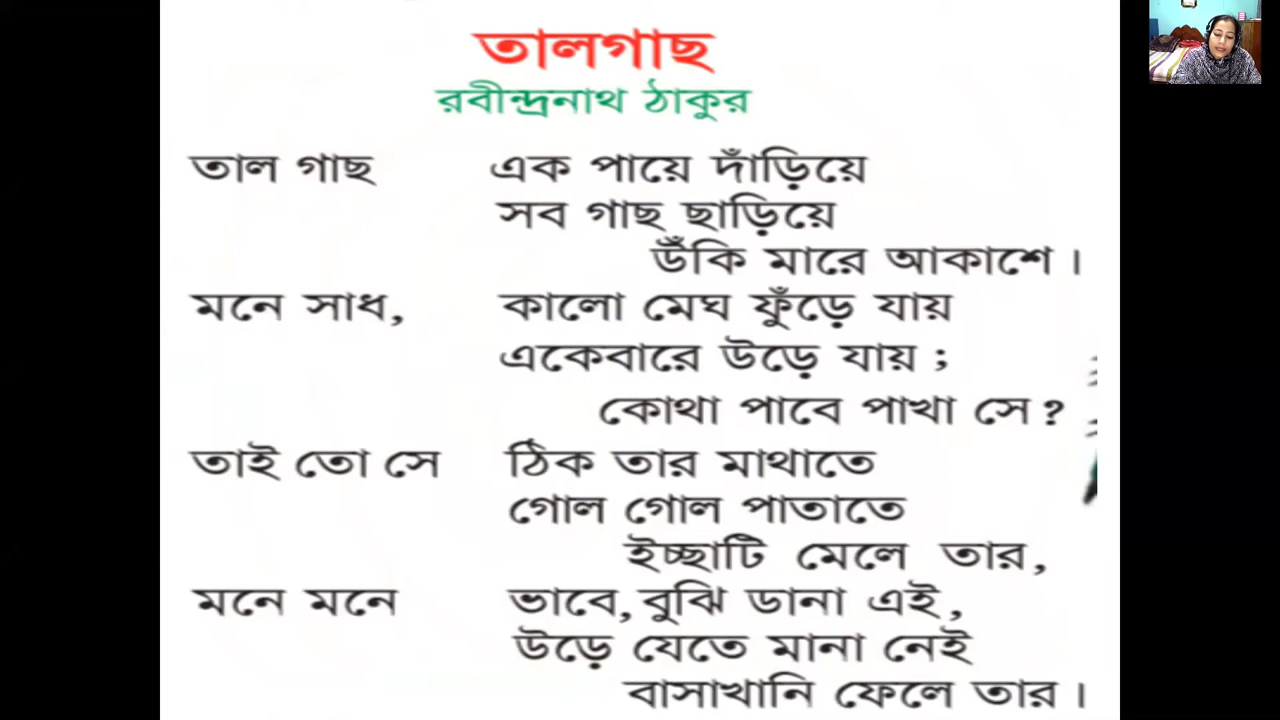 তালগাছ
রবীন্দ্রনাথ ঠাকুর
তাল গাছ এক পায়ে দাঁড়িয়ে
সব গাছ ছাড়িয়ে
উঁকি মারে আকাশে।
মনে সাধ, কালো মেঘ ফুঁড়ে যায়
একেবারে উড়ে যায় ;
কোথা পাবে পাখা সে?
তাই তো সে ঠিক তার মাথাতে
গোল গোল পাতাতে
ইচ্ছাটি মেলে তার,
মনে মনে ভাবে, বুঝি ডানা এই,
উড়ে যেতে মানা নেই
বাসাখানি ফেলে তার।